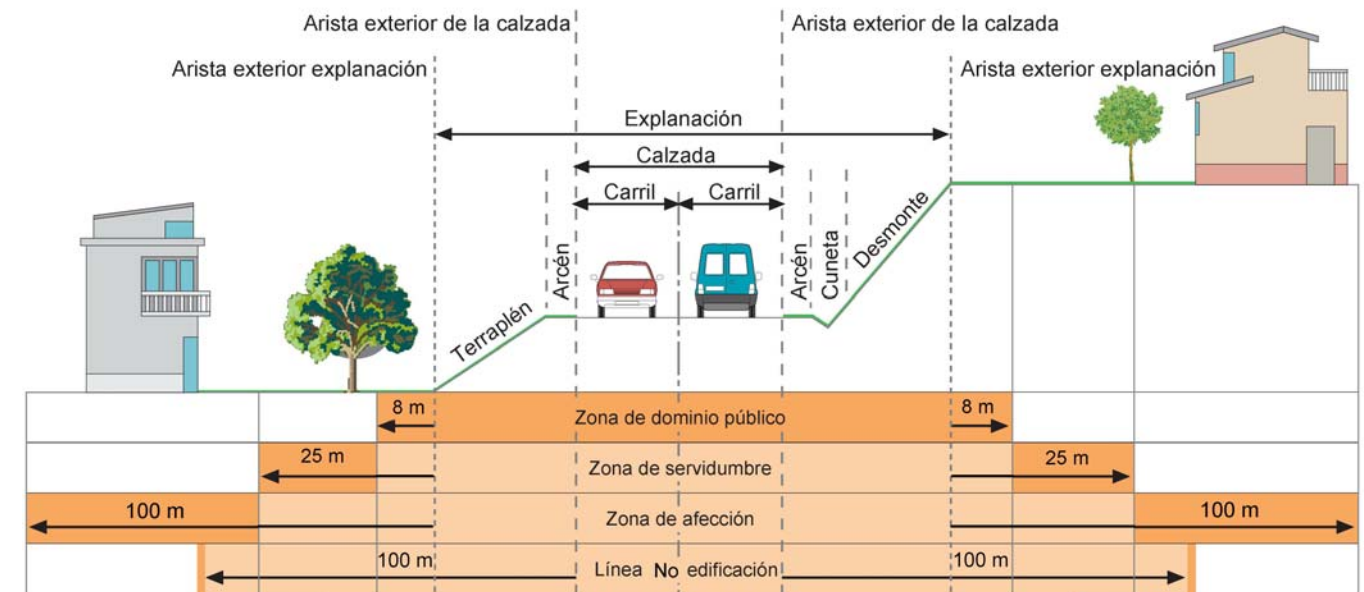 Arista exterior de la calzada
Arista exterior de la calzada
Arista exterior explanación
Arista exterior explanación
Explanación
Calzada
Carril
Carril
Terraplén
Arcén
Arcén
Cuneta
Desmonte
8 m
Zona de dominio público
8 m
25 m
Zona de servidumbre
25 m
100 m
Zona de afección
100 m
100 m
Línea No edificación
100 m